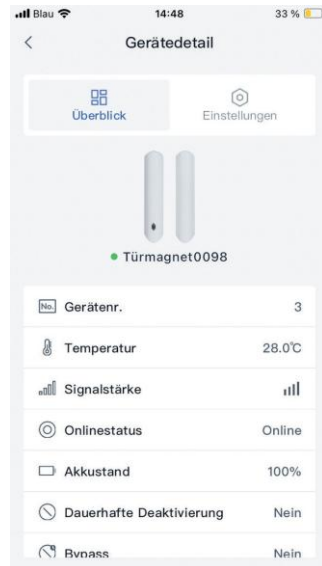 Blau 14:48 33 %
Gerätedetail
Überblick Einstellungen
Türmagnet0098
No. Gerätenr. 3
Temperatur 28.0℃
Signalstärke
Onlinestatus Online
Akkustand 100%
Dauerhafte Deaktivierung Nein
Bypass Nein